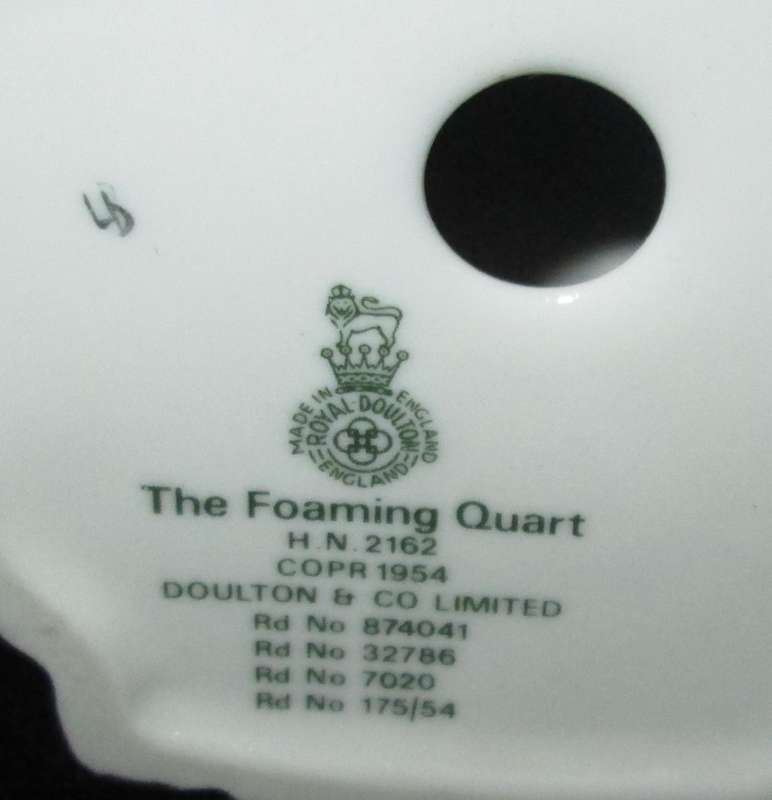 MADE IN ENGLAND
ROYAL DOULTON
ENGLAND
The Foaming Quart
H.N. 2162
COPR 1954
DOULTON & CO LIMITED
Rd No 874041
Rd No 32786
Rd No 7020
Rd No 175/54